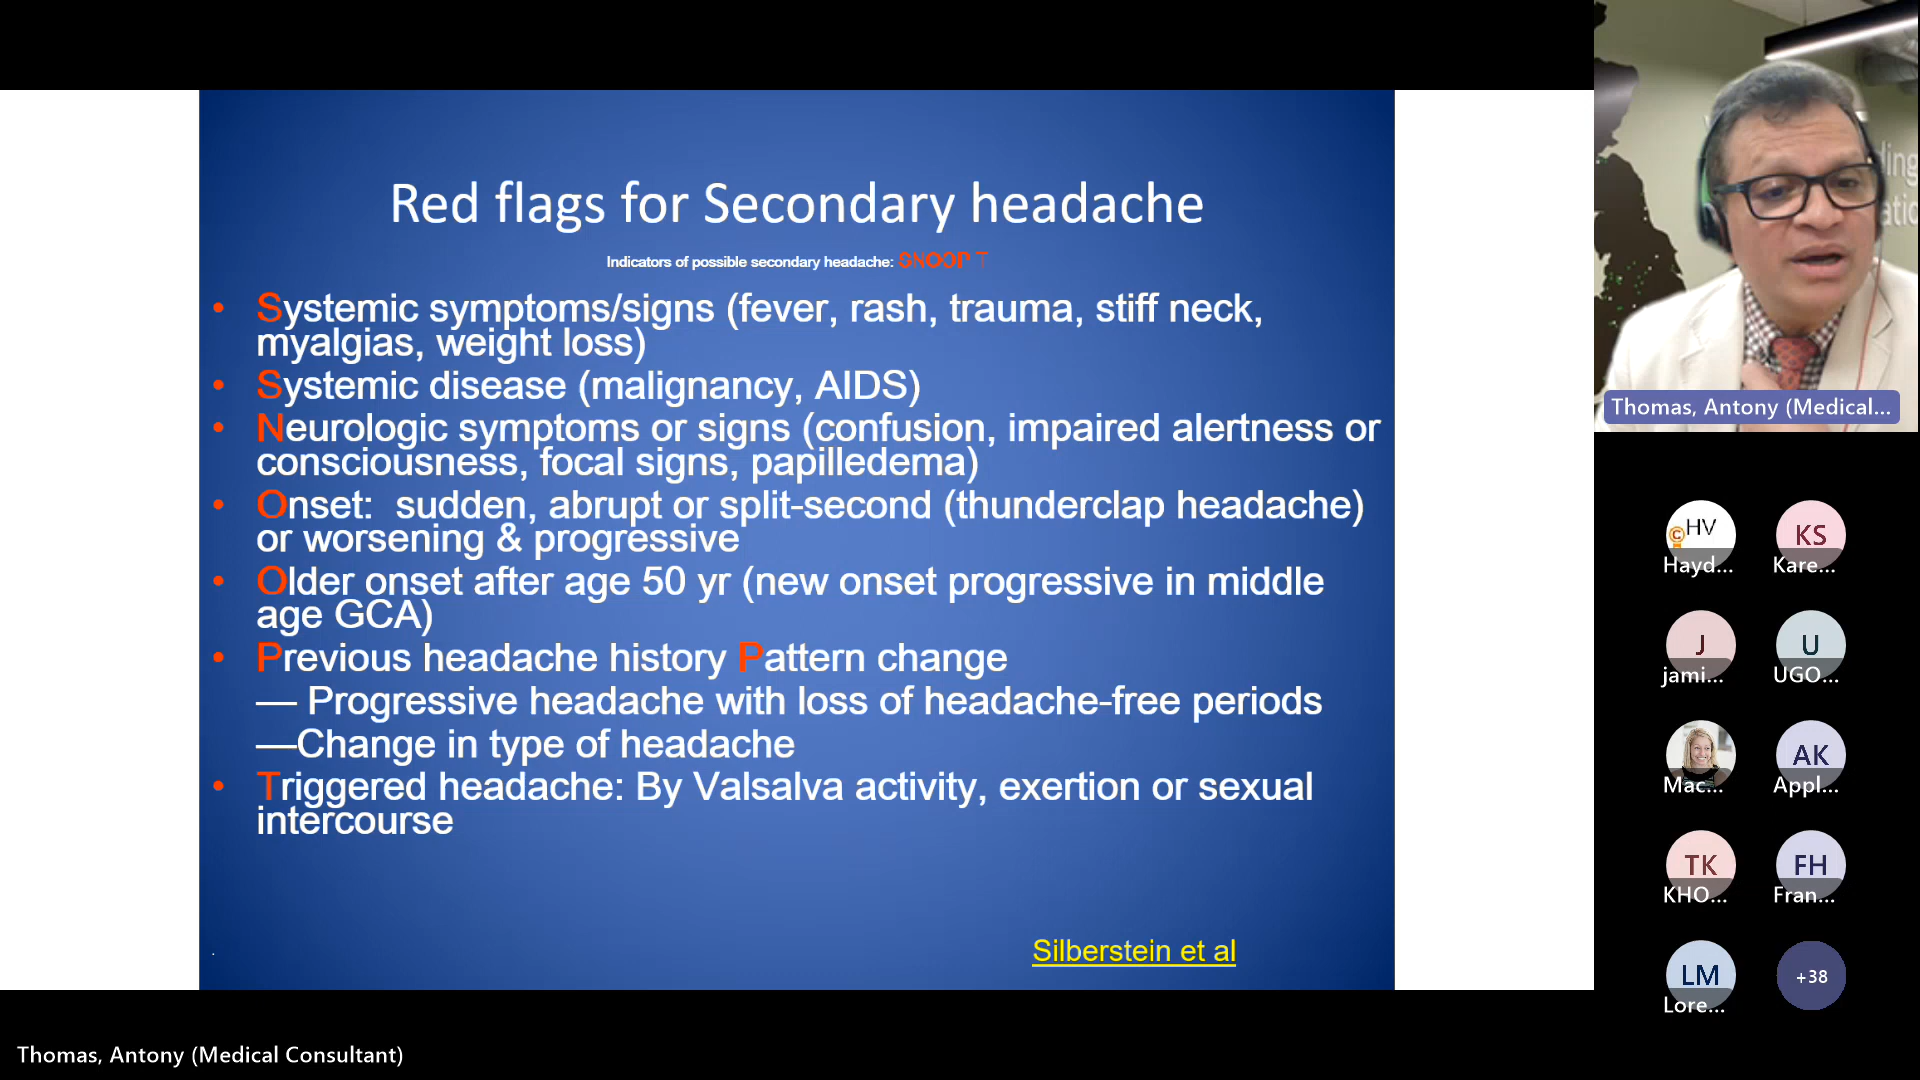 Red flags for Secondary headache
Indicators of possible secondary headache: SNOOP T
• Systemic symptoms/signs (fever, rash, trauma, stiff neck,
myalgias, weight loss)
• Systemic disease (malignancy, AIDS)
• Neurologic symptoms or signs (confusion, impaired alertness or
consciousness, focal signs, papilledema)
• Onset: sudden, abrupt or split-second (thunderclap headache)
or worsening & progressive
• Older onset after age 50 yr (new onset progressive in middle
age GCA)
• Previous headache history Pattern change
— Progressive headache with loss of headache-free periods
—Change in type of headache
• Triggered headache: By Valsalva activity, exertion or sexual
intercourse
Silberstein et al
Thomas, Antony (Medical...
HV
Hayd...
KS
Kare...
J
jami...
U
UGO...
Mac...
AK
Appl...
TK
KHO...
FH
Fran...
LM
Lore...
+38
Thomas, Antony (Medical Consultant)